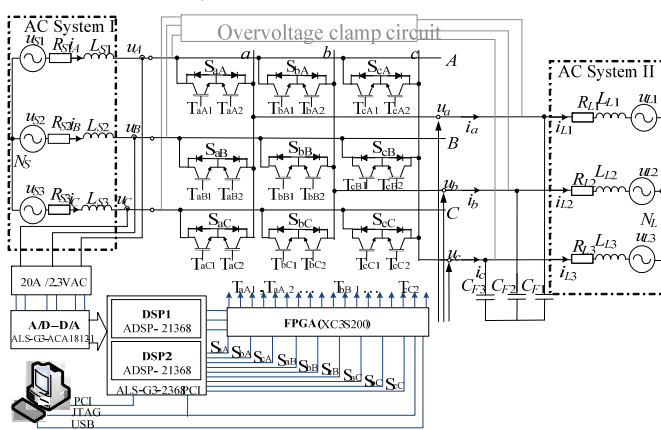 Overvoltage clamp circuit
AC System I
uS1 RS1 iA LS1 uA
a b c
SaA SbA ScA
A
TaA1 TaA2 TbA1 TbA2 TcA1 TcA2
AC System II
uS2 RS2 iB LS2 uB
NS
SaB SbB ScB
B
TaB1 TaB2 TbB1 TbB2 TcB1 TcB2
ua ia iL1 RL1 LL1 uL1
uS3 RS3 iC LS3 uC
SaC SbC ScC
C
TaC1 TaC2 TbC1 TbC2 TcC1 TcC2
ub ib iL2 RL2 LL2 uL2
NL
uc ic iL3 RL3 LL3 uL3
CF3 CF2 CF1
20A /23VAC
TaA1 - TaA2 ... TbB1 ... TcC2
A/D–D/A
ALS-G3-ACA18121
DSP1
ADSP- 21368
DSP2
ADSP- 21368
ALS-G3-2368PCI
FPGA(XC3S200)
SaA
SbA
ScA
SaB
SbB
SaC
SaC
ScC
PCI
JTAG
USB